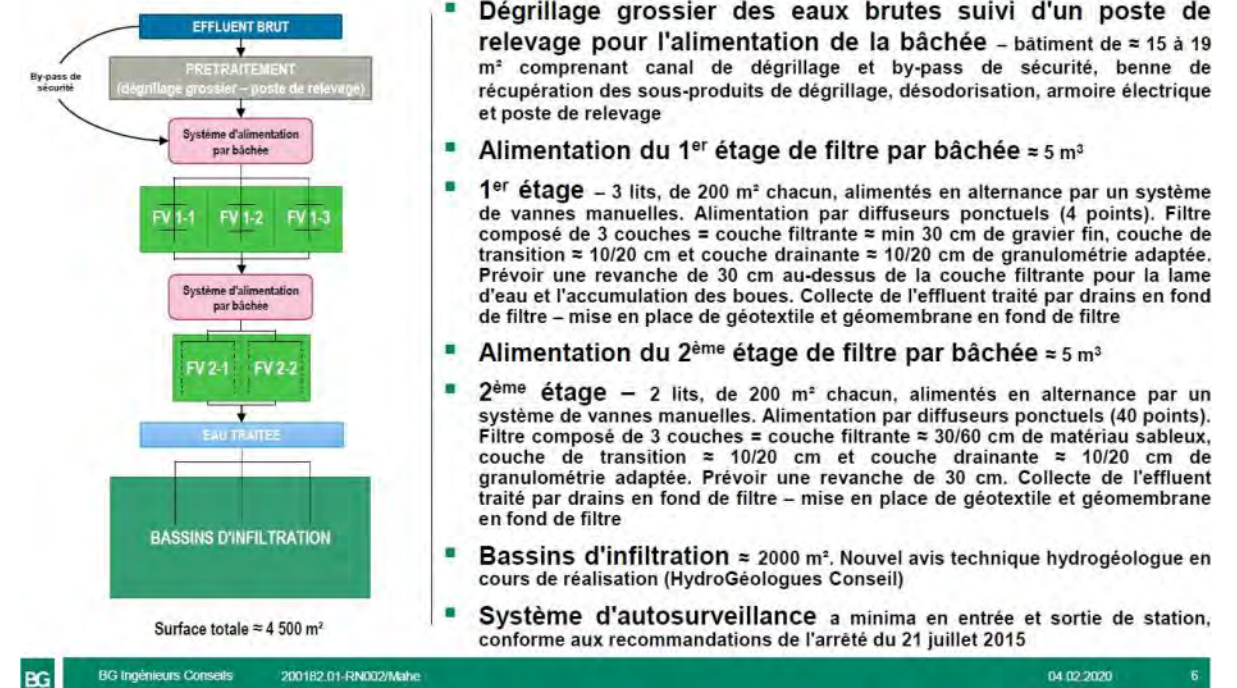 EFFLUENT BRUT
By-pass de
sécurité
PRETRAITEMENT
(dégrillage grossier – poste de relevage)
Système d'alimentation
par bâchée
FV 1-1
FV 1-2
FV 1-3
Système d'alimentation
par bâchée
FV 2-1
FV 2-2
EAU TRAITEE
BASSINS D'INFILTRATION
Surface totale ≈ 4 500 m²
▪ Dégrillage grossier des eaux brutes suivi d'un poste de
relevage pour l'alimentation de la bâchée – bâtiment de ≈ 15 à 19
m² comprenant canal de dégrillage et by-pass de sécurité, benne de
récupération des sous-produits de dégrillage, désodorisation, armoire électrique
et poste de relevage
▪ Alimentation du 1er étage de filtre par bâchée ≈ 5 m³
▪ 1er étage – 3 lits, de 200 m² chacun, alimentés en alternance par un système
de vannes manuelles. Alimentation par diffuseurs ponctuels (4 points). Filtre
composé de 3 couches = couche filtrante ≈ min 30 cm de gravier fin, couche de
transition ≈ 10/20 cm et couche drainante ≈ 10/20 cm de granulométrie adaptée.
Prévoir une revanche de 30 cm au-dessus de la couche filtrante pour la lame
d'eau et l'accumulation des boues. Collecte de l'effluent traité par drains en fond
de filtre – mise en place de géotextile et géomembrane en fond de filtre
▪ Alimentation du 2ème étage de filtre par bâchée ≈ 5 m³
▪ 2ème étage – 2 lits, de 200 m² chacun, alimentés en alternance par un
système de vannes manuelles. Alimentation par diffuseurs ponctuels (40 points).
Filtre composé de 3 couches = couche filtrante ≈ 30/60 cm de matériau sableux,
couche de transition ≈ 10/20 cm et couche drainante ≈ 10/20 cm de
granulométrie adaptée. Prévoir une revanche de 30 cm. Collecte de l'effluent
traité par drains en fond de filtre – mise en place de géotextile et géomembrane
en fond de filtre
▪ Bassins d'infiltration ≈ 2000 m². Nouvel avis technique hydrogéologue en
cours de réalisation (HydroGéologues Conseil)
▪ Système d'autosurveillance a minima en entrée et sortie de station,
conforme aux recommandations de l'arrêté du 21 juillet 2015
BG
BG Ingénieurs Conseils
200182.01-RN002/Mahe
04.02.2020
6